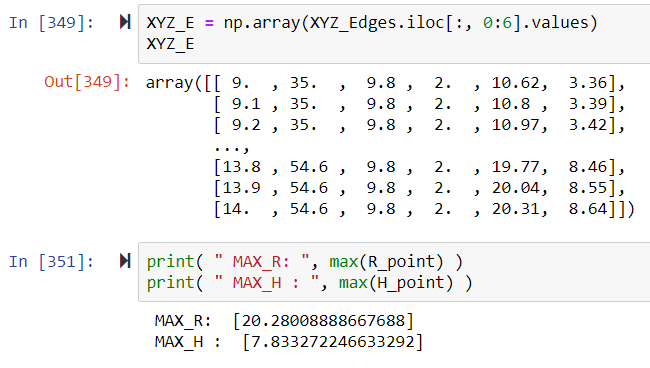 In [349]: XYZ_E = np.array(XYZ_Edges.iloc[:, 0:6].values)
XYZ_E
Out[349]: array([[ 9.  , 35.  ,  9.8 ,  2.  , 10.62,  3.36],
[ 9.1 , 35.  ,  9.8 ,  2.  , 10.8 ,  3.39],
[ 9.2 , 35.  ,  9.8 ,  2.  , 10.97,  3.42],
...,
[13.8 , 54.6 ,  9.8 ,  2.  , 19.77,  8.46],
[13.9 , 54.6 ,  9.8 ,  2.  , 20.04,  8.55],
[14.  , 54.6 ,  9.8 ,  2.  , 20.31,  8.64]])
In [351]: print( " MAX_R: ", max(R_point) )
print( " MAX_H : ", max(H_point) )
MAX_R:  [20.28008888667688]
MAX_H :  [7.833272246633292]